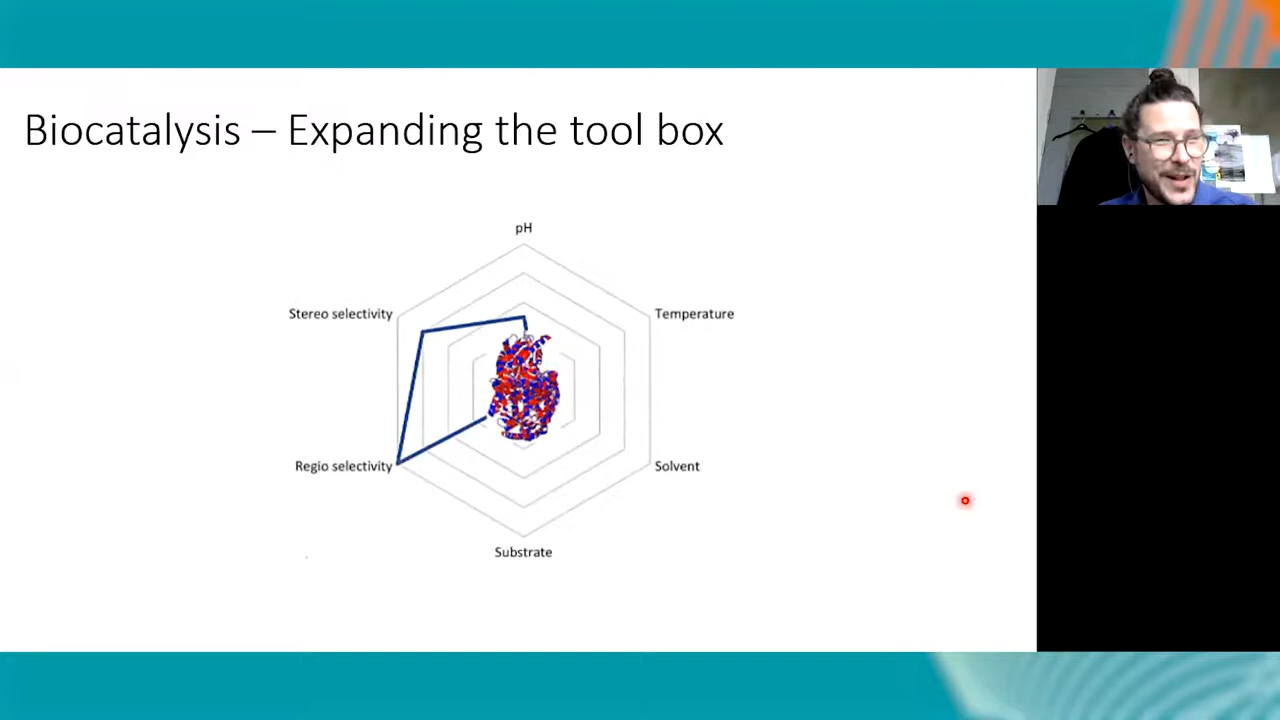 Biocatalysis – Expanding the tool box
pH
Stereo selectivity
Temperature
Regio selectivity
Solvent
Substrate